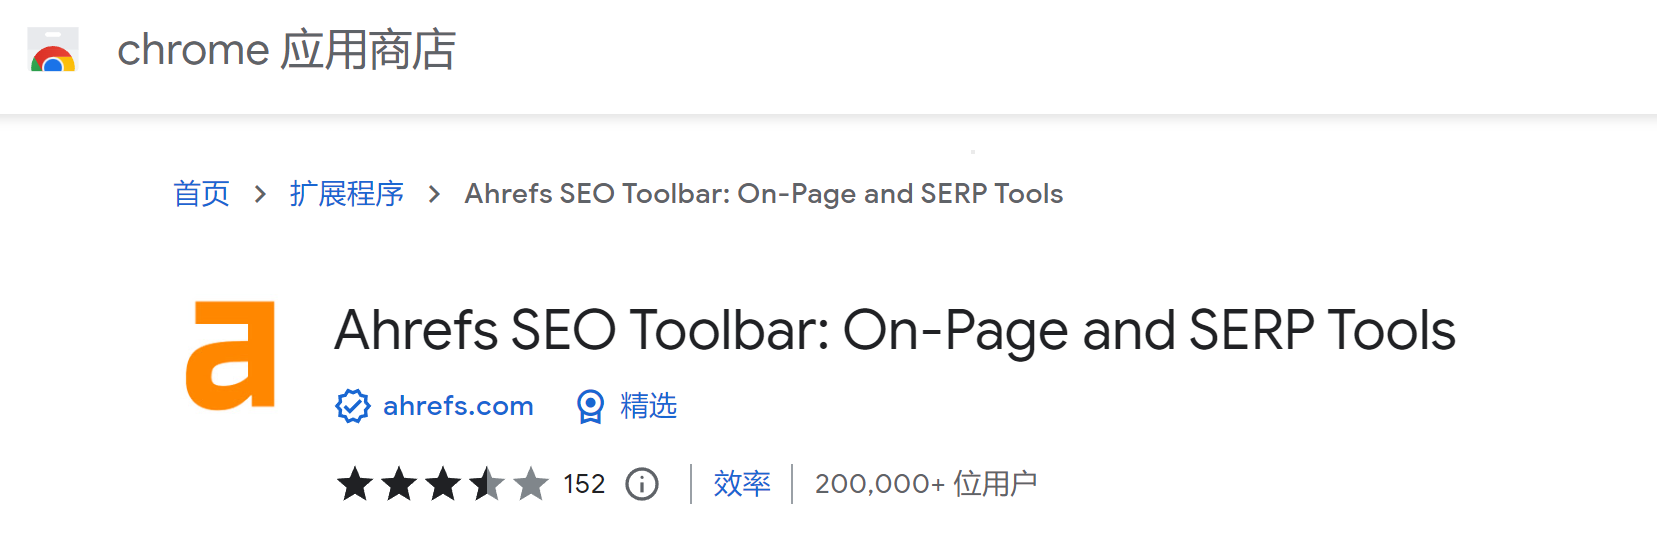 chrome 应用商店
首页 > 扩展程序 > Ahrefs SEO Toolbar: On-Page and SERP Tools
Ahrefs SEO Toolbar: On-Page and SERP Tools
ahrefs.com 精选
152 效率 200,000+ 位用户